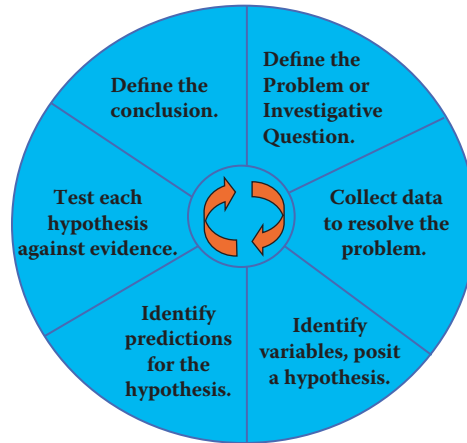 Define the
Problem or
Investigative
Question.
Collect data
to resolve the
problem.
Identify
variables, posit
a hypothesis.
Identify
predictions
for the
hypothesis.
Test each
hypothesis
against evidence.
Define the
conclusion.